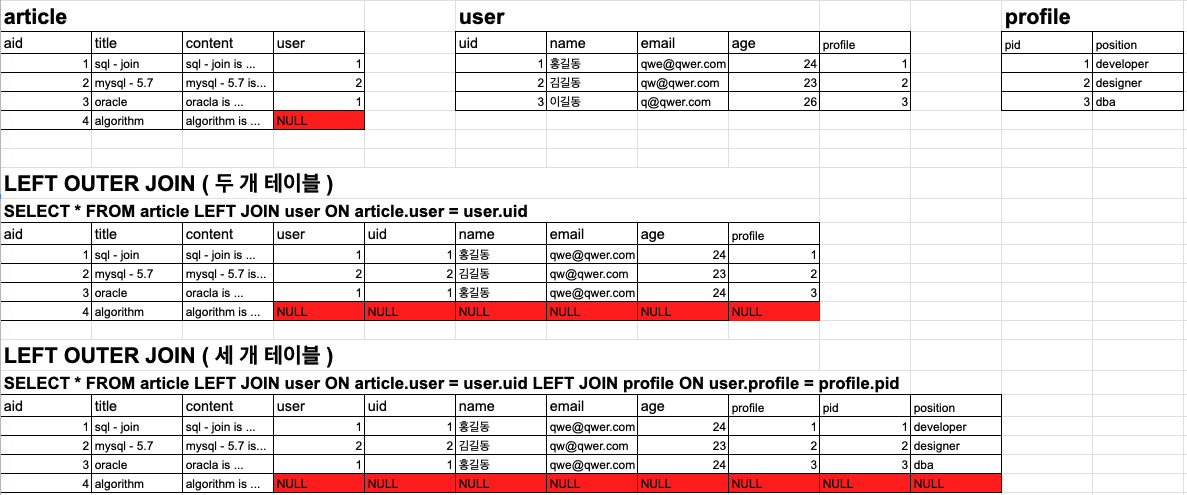 article user profile
aid title content user uid name email age profile pid position
1 sql - join sql - join is ... 1 1 홍길동 qwe@qwer.com 24 1 1 developer
2 mysql - 5.7 mysql - 5.7 is... 2 2 김길동 qw@qwer.com 23 2 2 designer
3 oracle oracla is ... 1 3 이길동 q@qwer.com 26 3 3 dba
4 algorithm algorithm is ... NULL
LEFT OUTER JOIN ( 두 개 테이블 )
SELECT * FROM article LEFT JOIN user ON article.user = user.uid
aid title content user uid name email age profile
1 sql - join sql - join is ... 1 1 홍길동 qwe@qwer.com 24 1
2 mysql - 5.7 mysql - 5.7 is... 2 2 김길동 qw@qwer.com 23 2
3 oracle oracla is ... 1 1 홍길동 qwe@qwer.com 24 3
4 algorithm algorithm is ... NULL NULL NULL NULL NULL NULL
LEFT OUTER JOIN ( 세 개 테이블 )
SELECT * FROM article LEFT JOIN user ON article.user = user.uid LEFT JOIN profile ON user.profile = profile.pid
aid title content user uid name email age profile pid position
1 sql - join sql - join is ... 1 1 홍길동 qwe@qwer.com 24 1 1 developer
2 mysql - 5.7 mysql - 5.7 is... 2 2 김길동 qw@qwer.com 23 2 2 designer
3 oracle oracla is ... 1 1 홍길동 qwe@qwer.com 24 3 3 dba
4 algorithm algorithm is ... NULL NULL NULL NULL NULL NULL NULL NULL